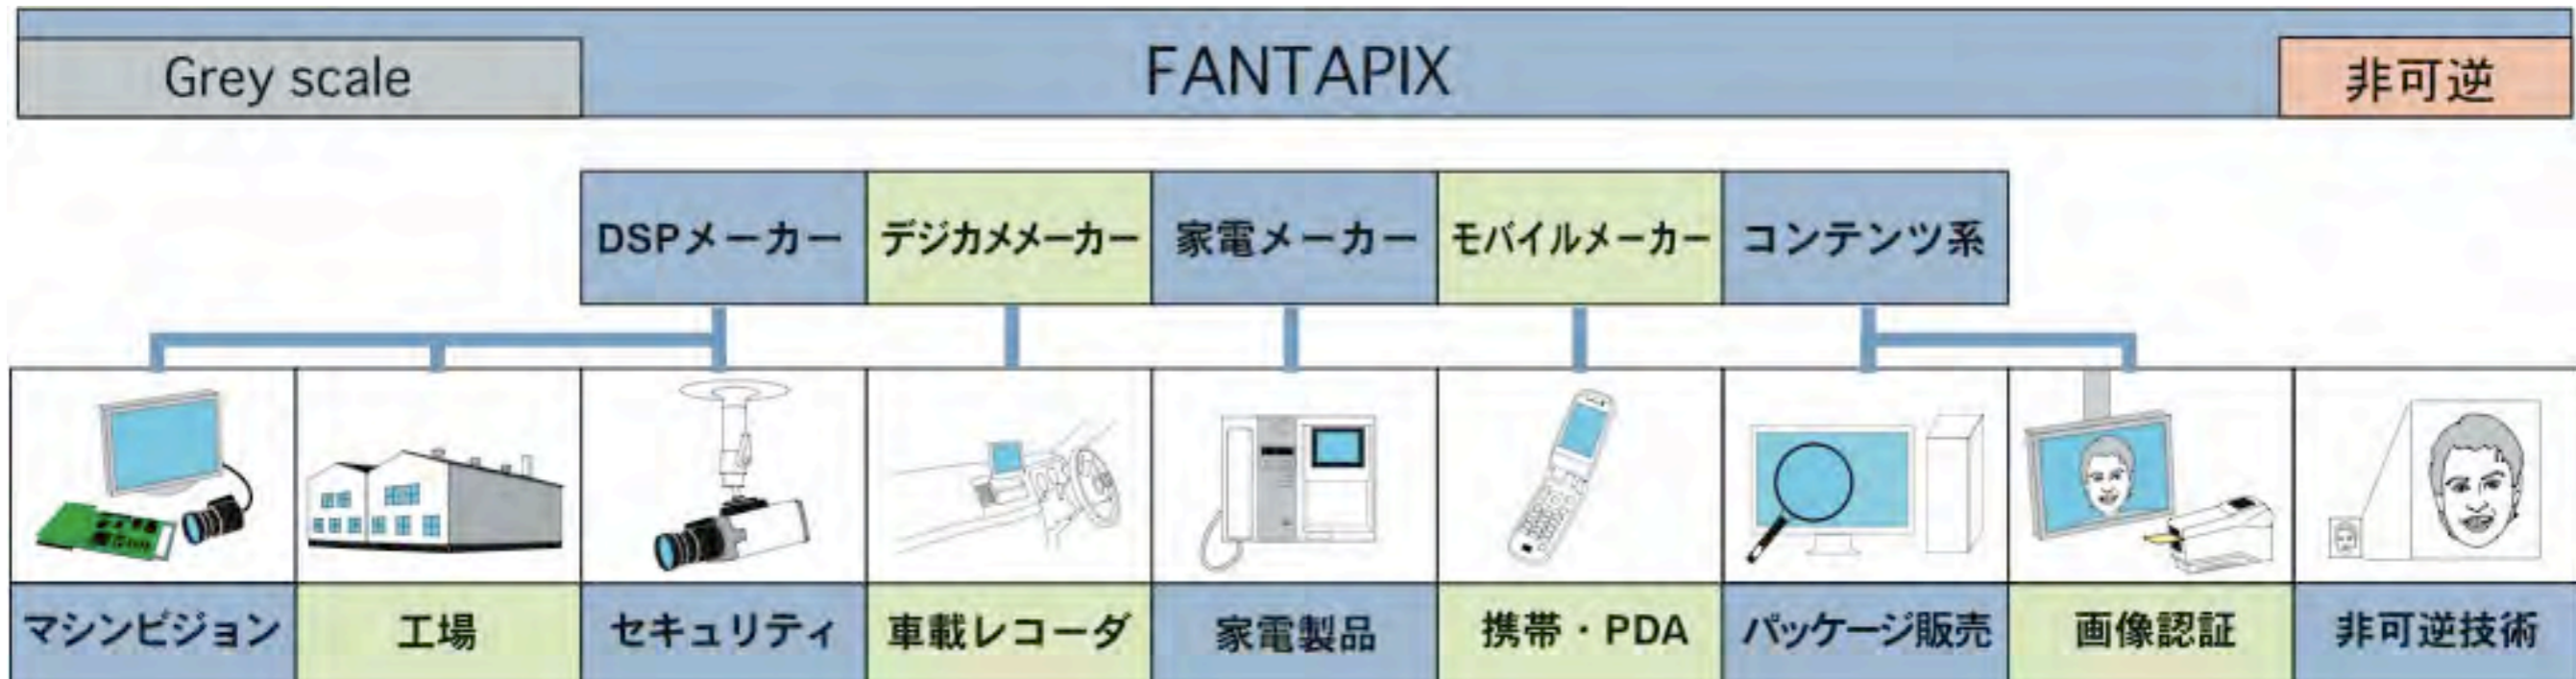 Grey scale
FANTAPIX
非可逆
DSPメーカー
デジカメメーカー
家電メーカー
モバイルメーカー
コンテンツ系
マシンビジョン
工場
セキュリティ
車載レコーダ
家電製品
携帯・PDA
パッケージ販売
画像認証
非可逆技術